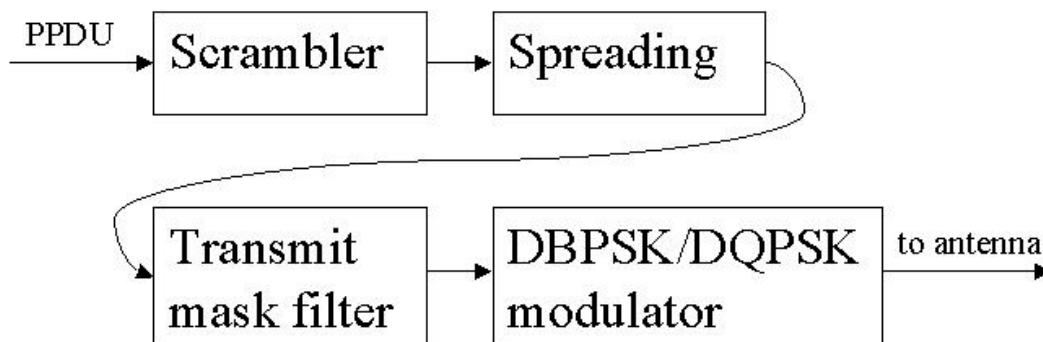 PPDU
Scrambler
Spreading
Transmit
mask filter
DBPSK/DQPSK
modulator
to antenna